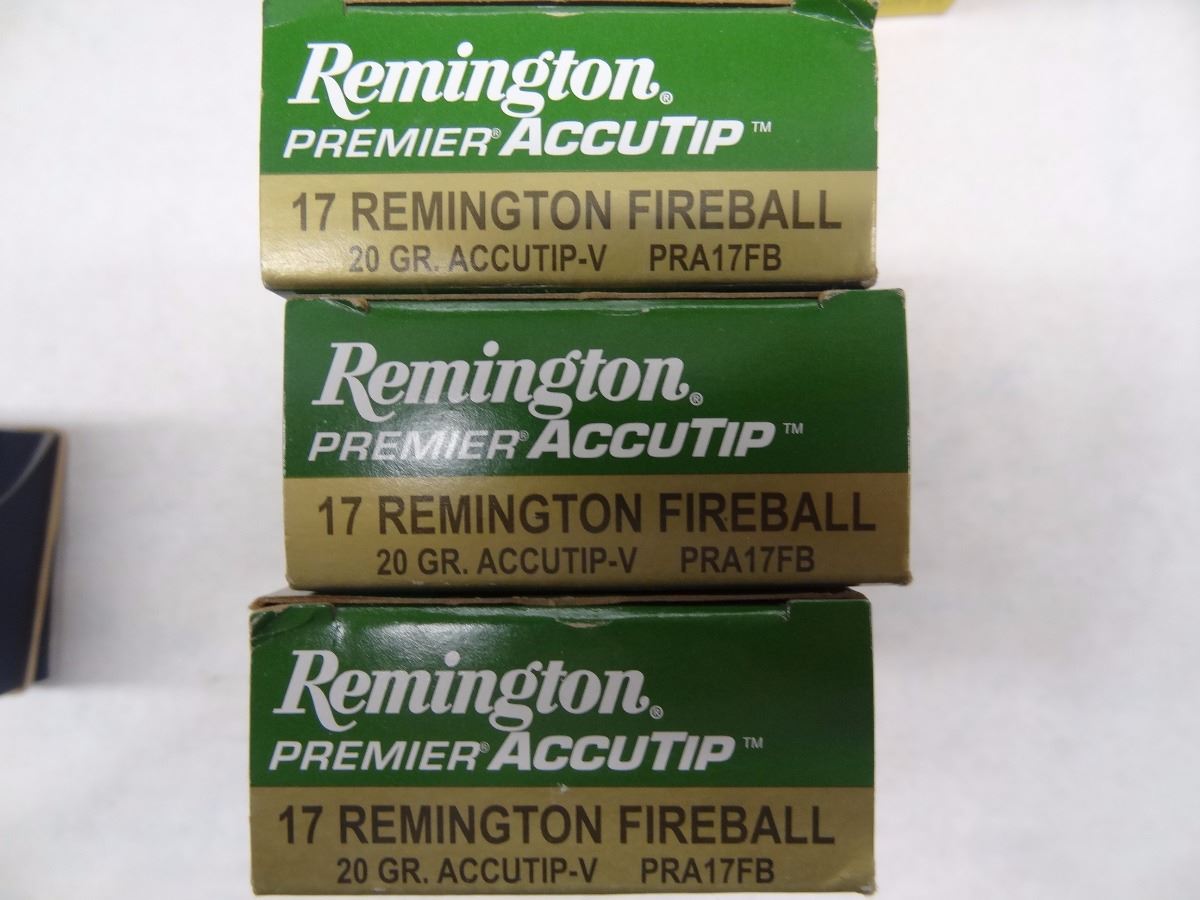 Remington®
PREMIER® ACCUTIP™
17 REMINGTON FIREBALL
20 GR. ACCUTIP-V PRA17FB
Remington®
PREMIER® ACCUTIP™
17 REMINGTON FIREBALL
20 GR. ACCUTIP-V PRA17FB
Remington®
PREMIER® ACCUTIP™
17 REMINGTON FIREBALL
20 GR. ACCUTIP-V PRA17FB